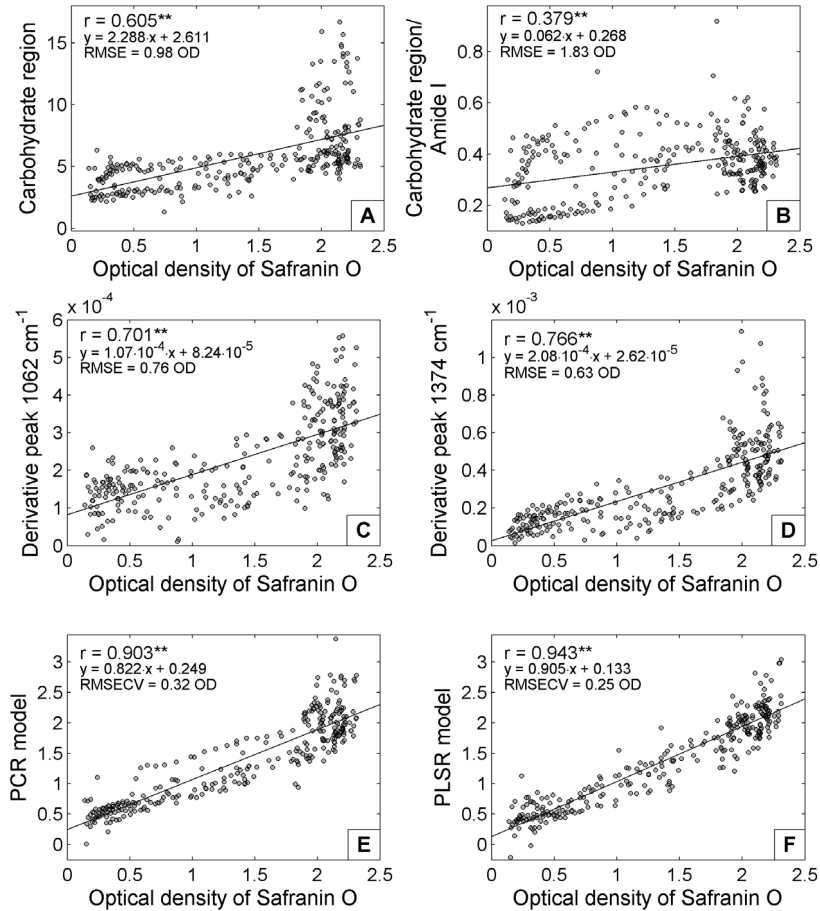 r = 0.605**
y = 2.288·x + 2.611
RMSE = 0.98 OD
Carbohydrate region
15
10
5
0
0 0.5 1 1.5 2 2.5
A
Optical density of Safranin O
r = 0.379**
y = 0.062·x + 0.268
RMSE = 1.83 OD
Carbohydrate region/
Amide I
0.8
0.6
0.4
0.2
0 0.5 1 1.5 2 2.5
B
Optical density of Safranin O
x 10⁻⁴
r = 0.701**
y = 1.07·10⁻⁴·x + 8.24·10⁻⁵
RMSE = 0.76 OD
Derivative peak 1062 cm⁻¹
6
5
4
3
2
1
0
0 0.5 1 1.5 2 2.5
C
Optical density of Safranin O
x 10⁻³
r = 0.766**
y = 2.08·10⁻⁴·x + 2.62·10⁻⁵
RMSE = 0.63 OD
Derivative peak 1374 cm⁻¹
1
0.8
0.6
0.4
0.2
0
0 0.5 1 1.5 2 2.5
D
Optical density of Safranin O
r = 0.903**
y = 0.822·x + 0.249
RMSECV = 0.32 OD
PCR model
3
2.5
2
1.5
1
0.5
0
0 0.5 1 1.5 2 2.5
E
Optical density of Safranin O
r = 0.943**
y = 0.905·x + 0.133
RMSECV = 0.25 OD
PLSR model
3
2.5
2
1.5
1
0.5
0
0 0.5 1 1.5 2 2.5
F
Optical density of Safranin O